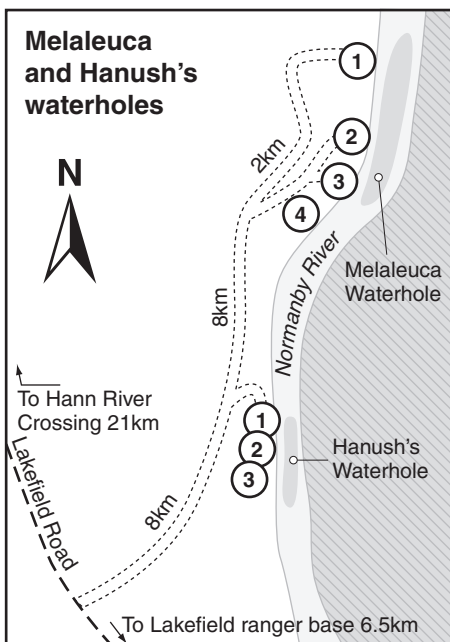 Melaleuca
and Hanush's
waterholes
N
1
2km
2
3
4
Normanby River
Melaleuca
Waterhole
8km
To Hann River
Crossing 21km
1
2
3
Hanush's
Waterhole
Lakefield Road
8km
To Lakefield ranger base 6.5km